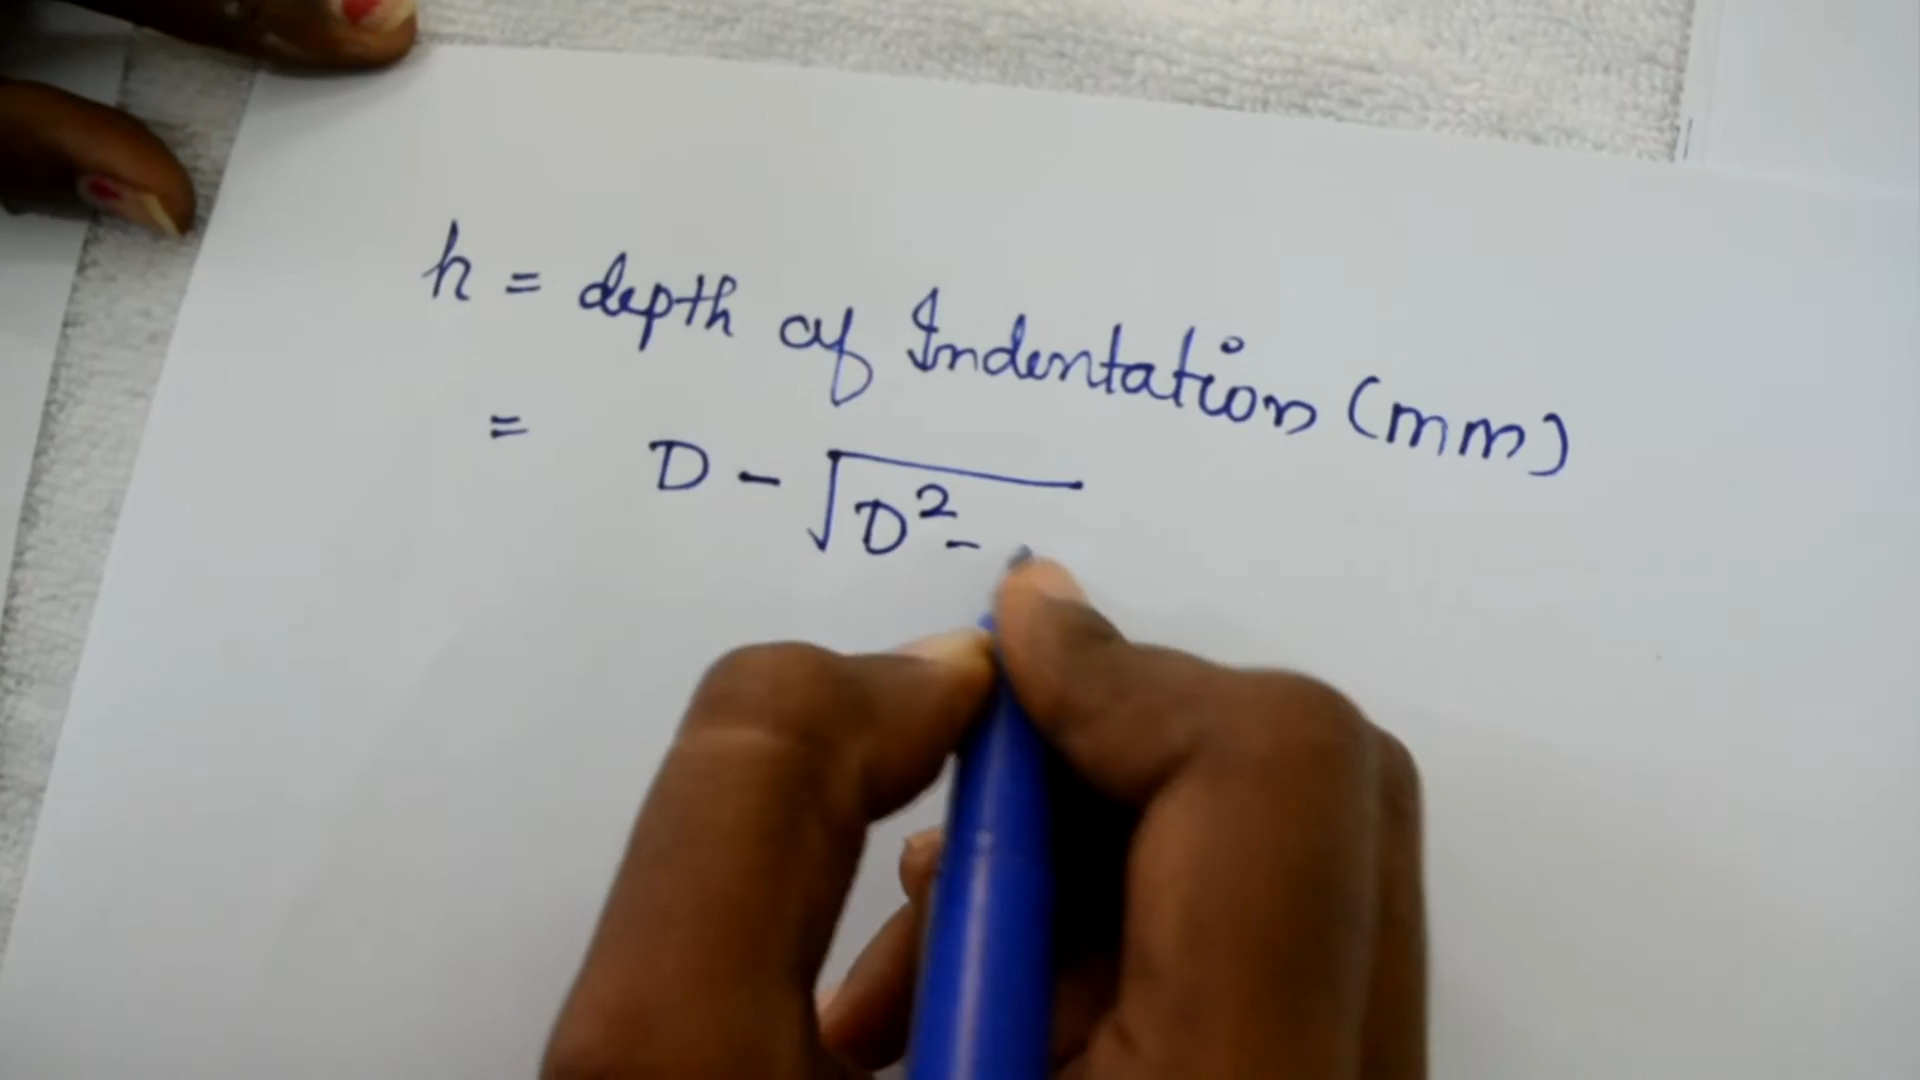 h = depth of Indentation (mm)
= D - √D² -